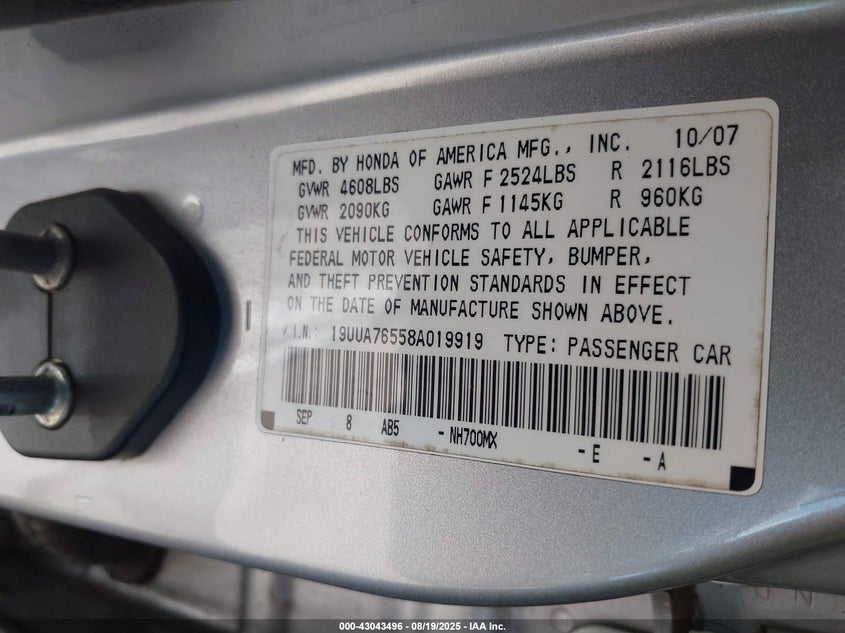 MFD. BY HONDA OF AMERICA MFG., INC. 10/07
GVWR 4608LBS GAWR F 2524LBS R 2116LBS
GVWR 2090KG GAWR F 1145KG R 960KG
THIS VEHICLE CONFORMS TO ALL APPLICABLE
FEDERAL MOTOR VEHICLE SAFETY, BUMPER,
AND THEFT PREVENTION STANDARDS IN EFFECT
ON THE DATE OF MANUFACTURE SHOWN ABOVE.
V.I.N.: 19UUA76558A019919 TYPE: PASSENGER CAR
SEP 8 AB5 -NH700MX -E -A
000-43043496 - 08/19/2025 - IAA Inc.